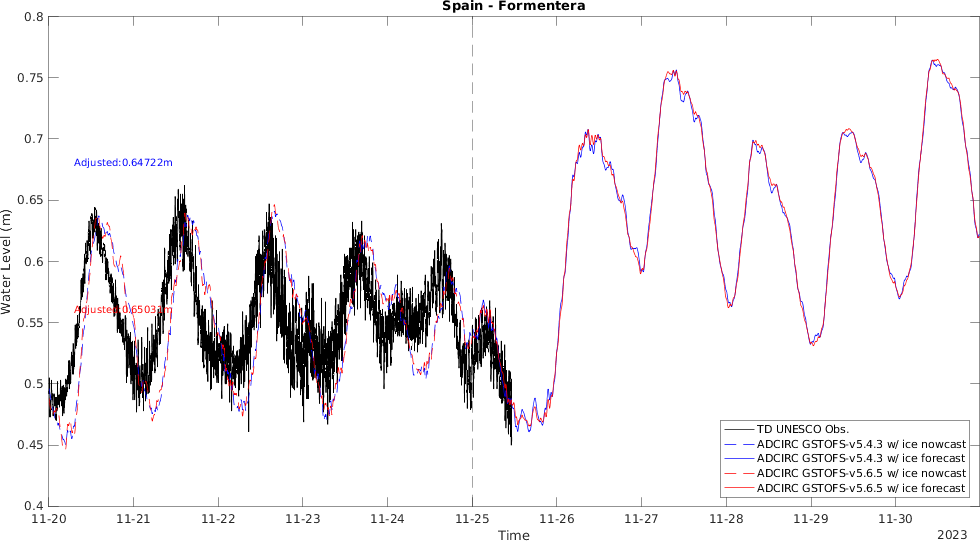 Spain - Formentera
0.8
0.75
0.7
0.65
0.6
0.55
0.5
0.45
0.4
Water Level (m)
Adjusted:0.64722m
Adjusted:0.65031m
TD UNESCO Obs.
ADCIRC GSTOFS-v5.4.3 w/ ice nowcast
ADCIRC GSTOFS-v5.4.3 w/ ice forecast
ADCIRC GSTOFS-v5.6.5 w/ ice nowcast
ADCIRC GSTOFS-v5.6.5 w/ ice forecast
11-20 11-21 11-22 11-23 11-24 11-25 11-26 11-27 11-28 11-29 11-30
Time
2023